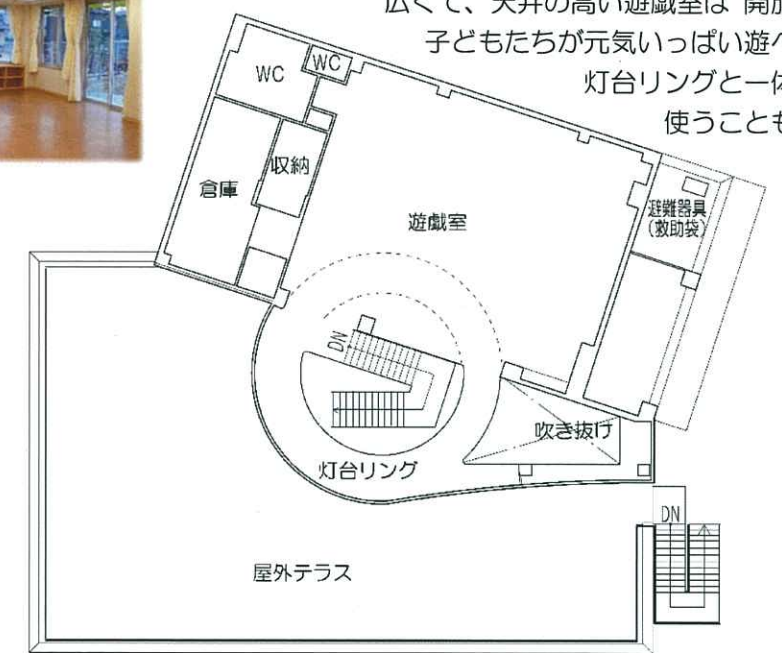 広くて、天井の高い遊戯室は 開放
子どもたちが元気いっぱい遊べ
灯台リングと一体
使うことも
WC
WC
収納
倉庫
遊戯室
避難器具
(救助袋)
DN
吹き抜け
灯台リング
DN
屋外テラス